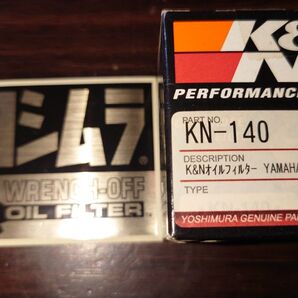 ヨシムラ
WRENCH-OFF
OIL FILTER
K&N
PERFORMANCE
PART NO.
KN-140
DESCRIPTION
K&Nオイルフィルター YAMAHA
TYPE
YOSHIMURA GENUINE PA